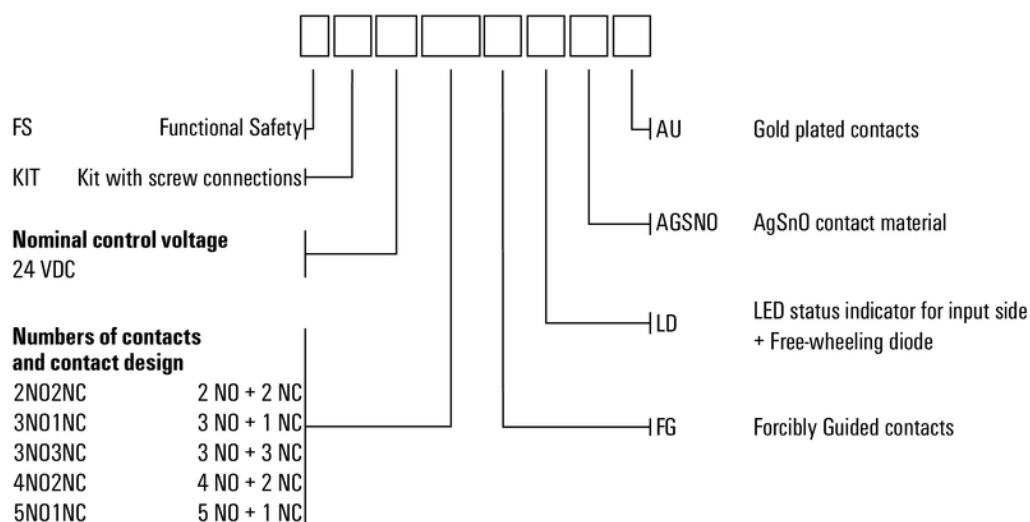 FS Functional Safety
KIT Kit with screw connections
Nominal control voltage
24 VDC
Numbers of contacts
and contact design
2NO2NC 2 NO + 2 NC
3NO1NC 3 NO + 1 NC
3NO3NC 3 NO + 3 NC
4NO2NC 4 NO + 2 NC
5NO1NC 5 NO + 1 NC
AU Gold plated contacts
AGSNO AgSnO contact material
LD LED status indicator for input side
+ Free-wheeling diode
FG Forcibly Guided contacts